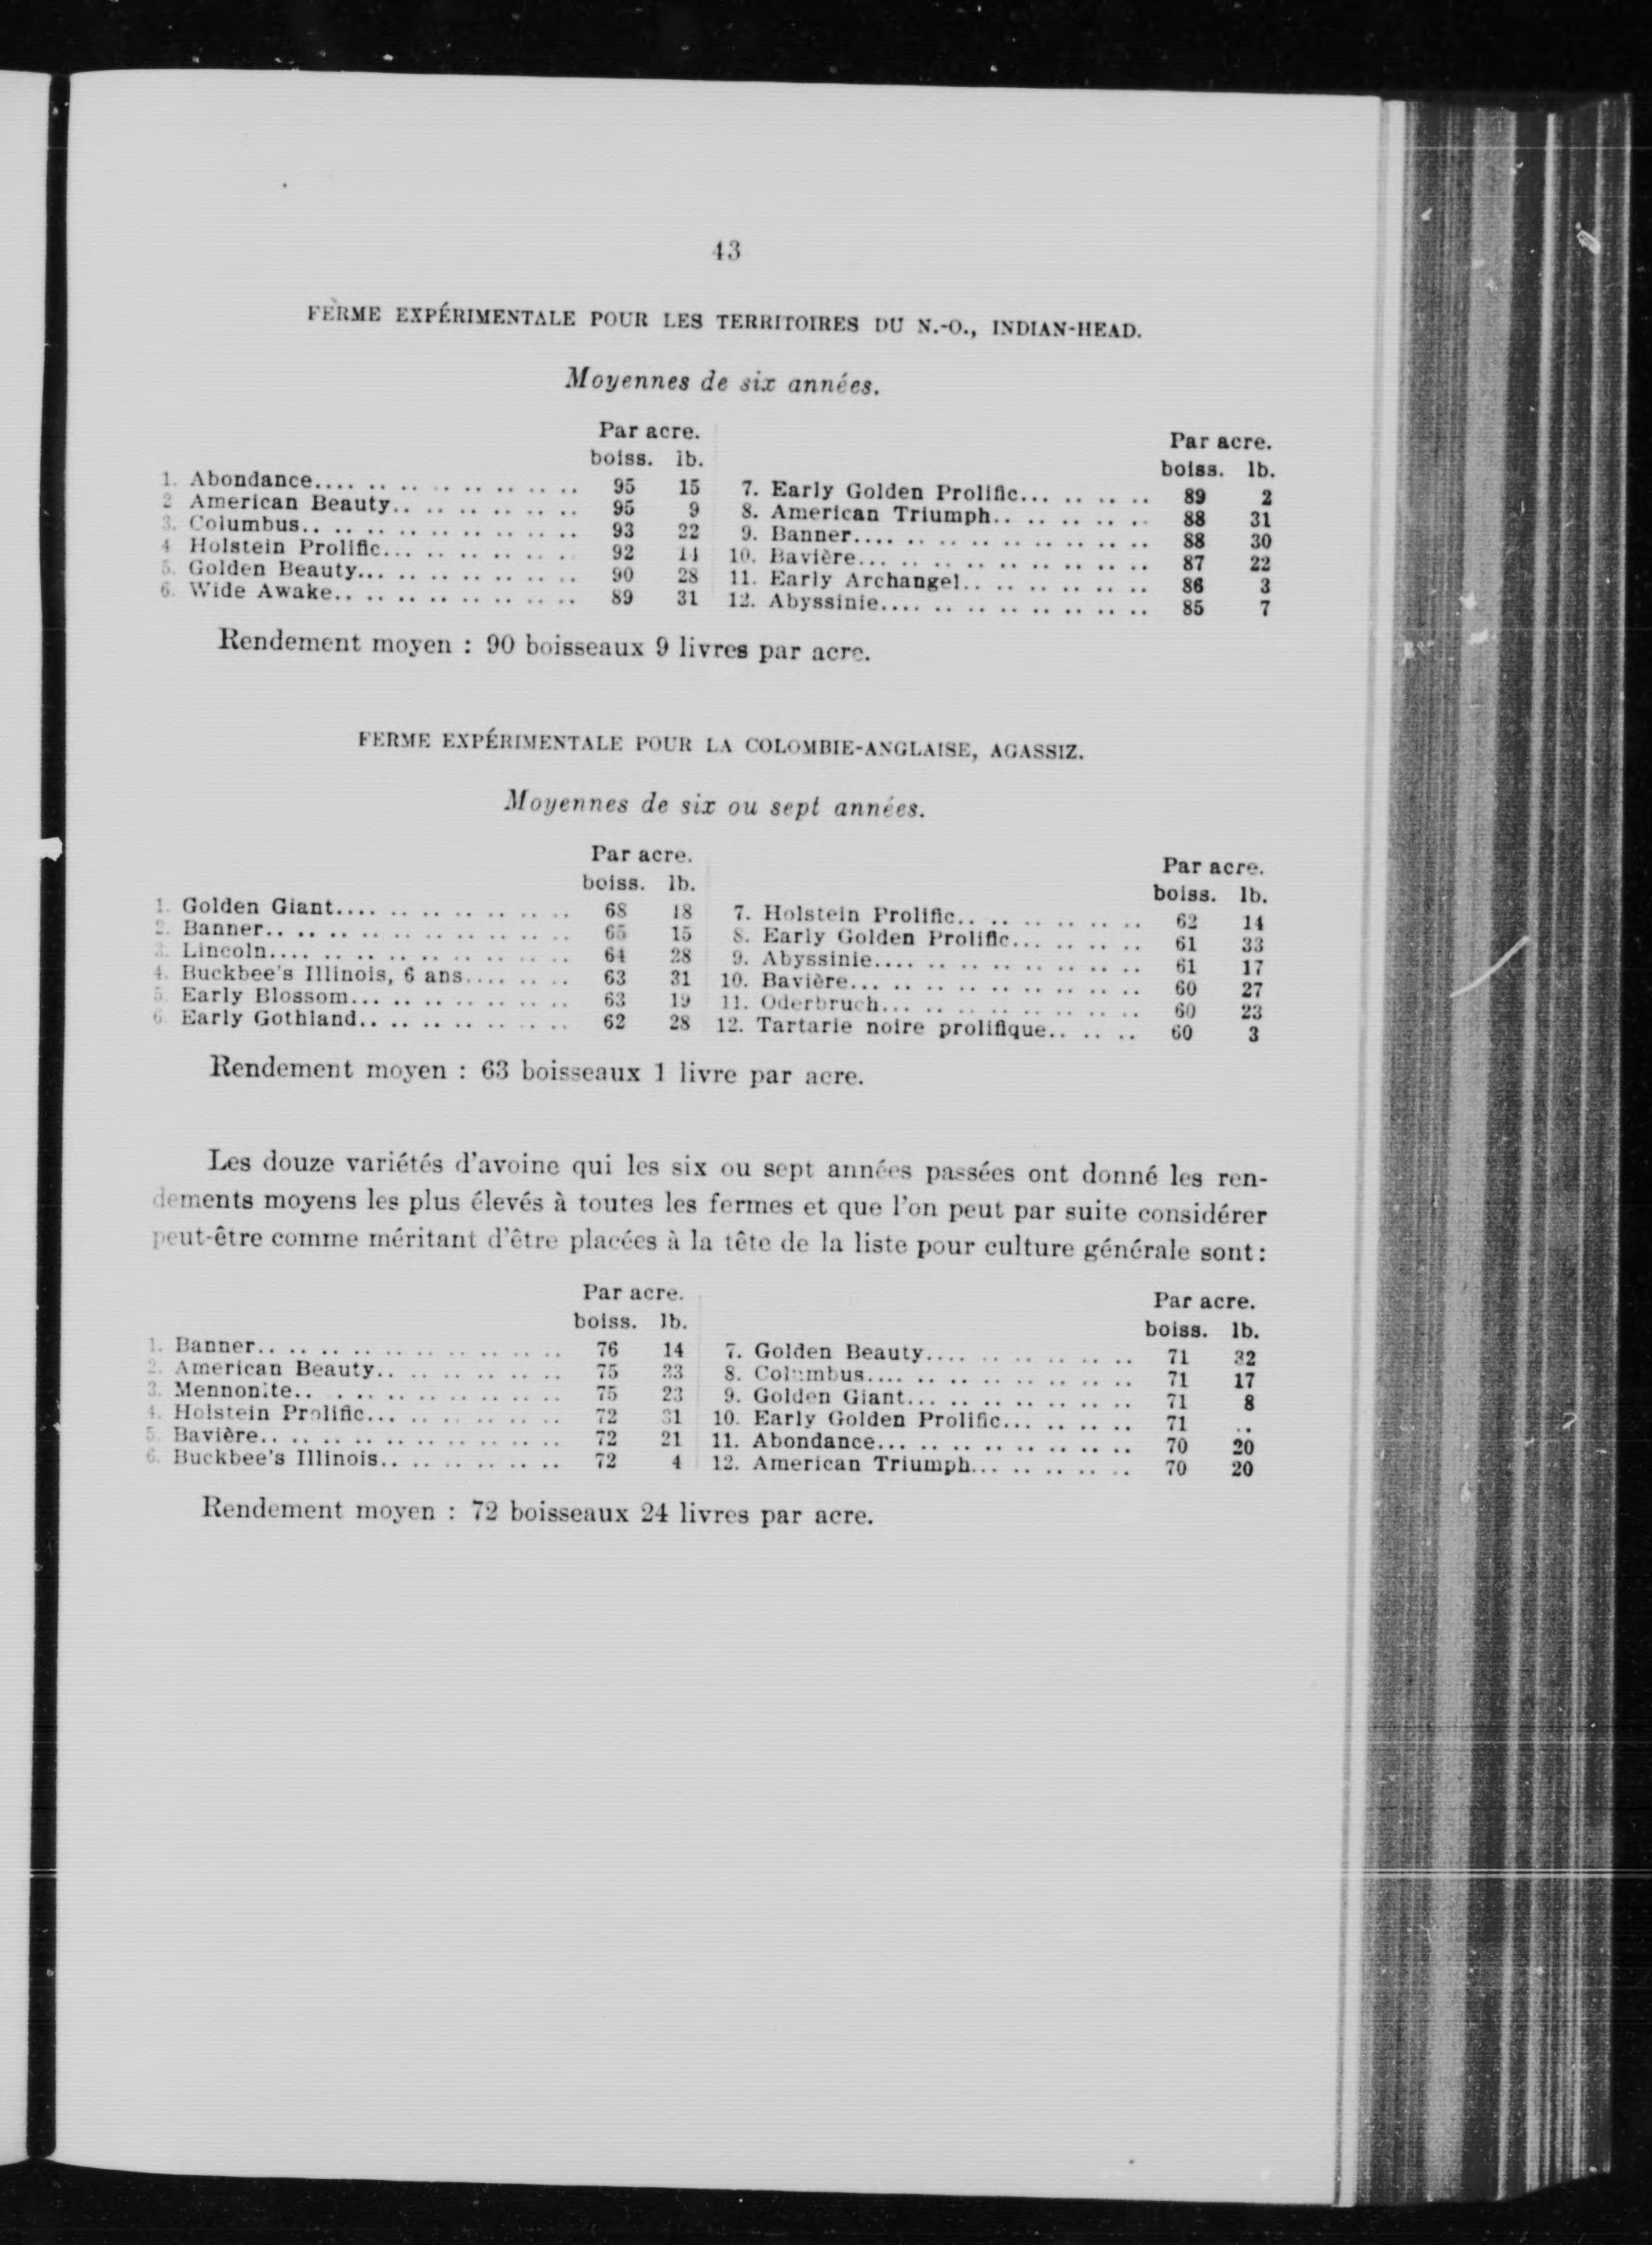 43
FERME EXPÉRIMENTALE POUR LES TERRITOIRES DU N.-O., INDIAN-HEAD.
Moyennes de six années.
Par acre.
boiss. lb.
1. Abondance.... .. .. .. .. .. .. .. 95 15
2 American Beauty.. .. .. .. .. .. .. 95 9
3. Columbus.. .. .. .. .. .. .. .. .. 93 22
4 Holstein Prolific... .. .. .. .. .. .. 92 14
5. Golden Beauty... .. .. .. .. .. .. .. 90 28
6. Wide Awake.. .. .. .. .. .. .. .. .. 89 31
Par acre.
boiss. lb.
7. Early Golden Prolific... .. .. .. .. 89 2
8. American Triumph.. .. .. .. .. .. 88 31
9. Banner.... .. .. .. .. .. .. .. .. .. 88 30
10. Bavière... .. .. .. .. .. .. .. .. .. 87 22
11. Early Archangel.. .. .. .. .. .. .. 86 3
12. Abyssinie.... .. .. .. .. .. .. .. .. 85 7
Rendement moyen : 90 boisseaux 9 livres par acre.
FERME EXPÉRIMENTALE POUR LA COLOMBIE-ANGLAISE, AGASSIZ.
Moyennes de six ou sept années.
Par acre.
boiss. lb.
1. Golden Giant.... .. .. .. .. .. .. .. 68 18
2. Banner.. .. .. .. .. .. .. .. .. .. .. 65 15
3. Lincoln.... .. .. .. .. .. .. .. .. .. 64 28
4. Buckbee's Illinois, 6 ans.... .. .. .. 63 31
5. Early Blossom... .. .. .. .. .. .. .. 63 19
6. Early Gothland.. .. .. .. .. .. .. .. 62 28
Par acre.
boiss. lb.
7. Holstein Prolific.. .. .. .. .. .. .. 62 14
8. Early Golden Prolific... .. .. .. .. 61 33
9. Abyssinie.... .. .. .. .. .. .. .. .. 61 17
10. Bavière... .. .. .. .. .. .. .. .. .. 60 27
11. Oderbruch... .. .. .. .. .. .. .. .. 60 23
12. Tartarie noire prolifique.. .. .. .. 60 3
Rendement moyen : 63 boisseaux 1 livre par acre.
Les douze variétés d'avoine qui les six ou sept années passées ont donné les ren-
dements moyens les plus élevés à toutes les fermes et que l'on peut par suite considérer
peut-être comme méritant d'être placées à la tête de la liste pour culture générale sont:
Par acre.
boiss. lb.
1. Banner.. .. .. .. .. .. .. .. .. .. .. 76 14
2. American Beauty.. .. .. .. .. .. .. 75 33
3. Mennonite.. . .. .. .. .. .. .. .. .. 75 23
4. Holstein Prolific... .. .. .. .. .. .. 72 31
5. Bavière.. .. .. .. .. .. .. .. .. .. .. 72 21
6. Buckbee's Illinois.. .. .. .. .. .. .. 72 4
Par acre.
boiss. lb.
7. Golden Beauty.... .. .. .. .. .. .. 71 32
8. Columbus.... .. .. .. .. .. .. .. .. 71 17
9. Golden Giant... .. .. .. .. .. .. .. 71 8
10. Early Golden Prolific... .. .. .. .. 71 ..
11. Abondance... .. .. .. .. .. .. .. .. 70 20
12. American Triumph... .. .. .. .. .. 70 20
Rendement moyen : 72 boisseaux 24 livres par acre.